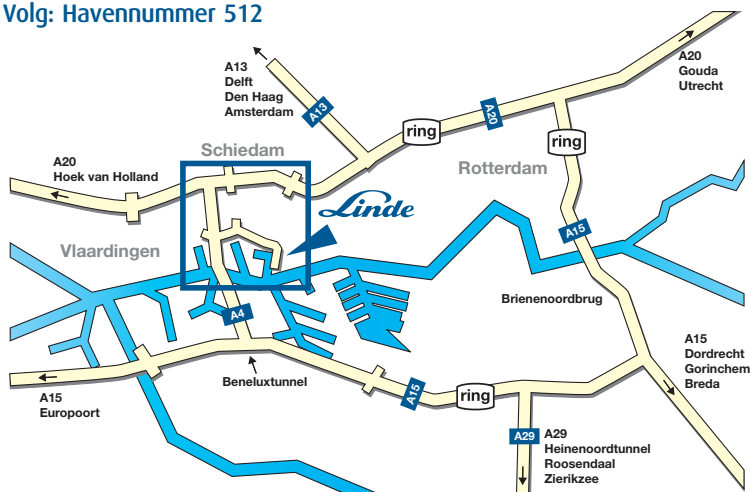 Volg: Havennummer 512
A13
Delft
Den Haag
Amsterdam
A13
ring
A20
A20
Gouda
Utrecht
ring
Schiedam
Rotterdam
A20
Hoek van Holland
Linde
Vlaardingen
A15
Brienenoordbrug
A4
A15
Dordrecht
Gorinchem
Breda
Beneluxtunnel
A15
Europoort
A15
ring
A29
A29
Heinenoordtunnel
Roosendaal
Zierikzee